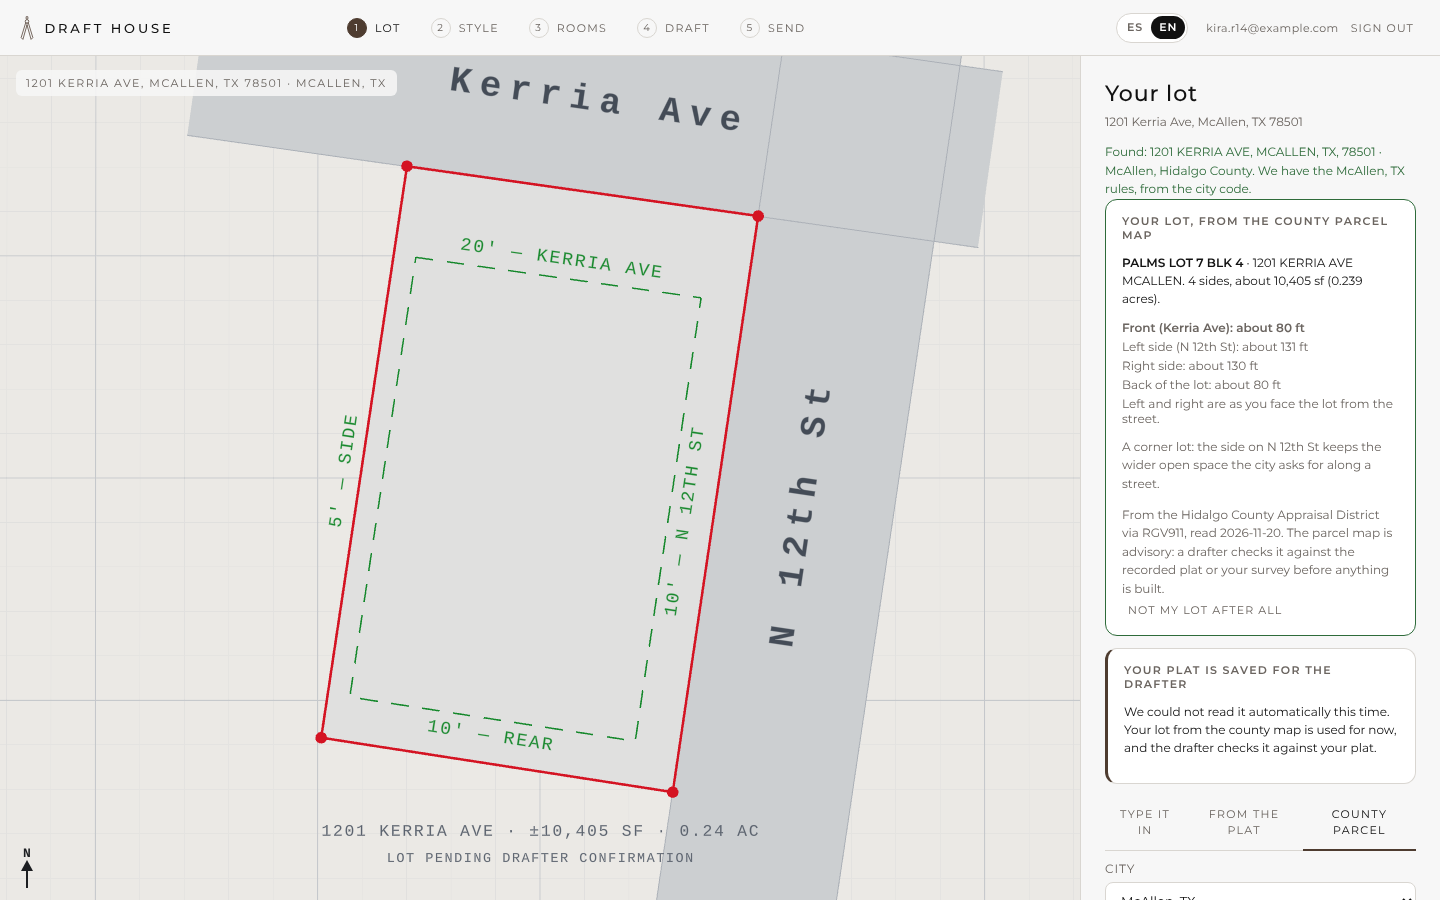 DRAFT HOUSE
1 LOT
2 STYLE
3 ROOMS
4 DRAFT
5 SEND
ES EN
kira.r14@example.com
SIGN OUT
1201 KERRIA AVE, MCALLEN, TX 78501 · MCALLEN, TX
Kerria Ave
20' — KERRIA AVE
5' — SIDE
10' — N 12TH ST
N 12th St
10' — REAR
1201 KERRIA AVE · ±10,405 SF · 0.24 AC
LOT PENDING DRAFTER CONFIRMATION
N
Your lot
1201 Kerria Ave, McAllen, TX 78501
Found: 1201 KERRIA AVE, MCALLEN, TX, 78501 ·
McAllen, Hidalgo County. We have the McAllen, TX
rules, from the city code.
YOUR LOT, FROM THE COUNTY PARCEL
MAP
PALMS LOT 7 BLK 4 · 1201 KERRIA AVE
MCALLEN. 4 sides, about 10,405 sf (0.239
acres).
Front (Kerria Ave): about 80 ft
Left side (N 12th St): about 131 ft
Right side: about 130 ft
Back of the lot: about 80 ft
Left and right are as you face the lot from the
street.
A corner lot: the side on N 12th St keeps the
wider open space the city asks for along a
street.
From the Hidalgo County Appraisal District
via RGV911, read 2026-11-20. The parcel map is
advisory: a drafter checks it against the
recorded plat or your survey before anything
is built.
NOT MY LOT AFTER ALL
YOUR PLAT IS SAVED FOR THE
DRAFTER
We could not read it automatically this time.
Your lot from the county map is used for now,
and the drafter checks it against your plat.
TYPE IT
IN
FROM THE
PLAT
COUNTY
PARCEL
CITY
McAllen, TX